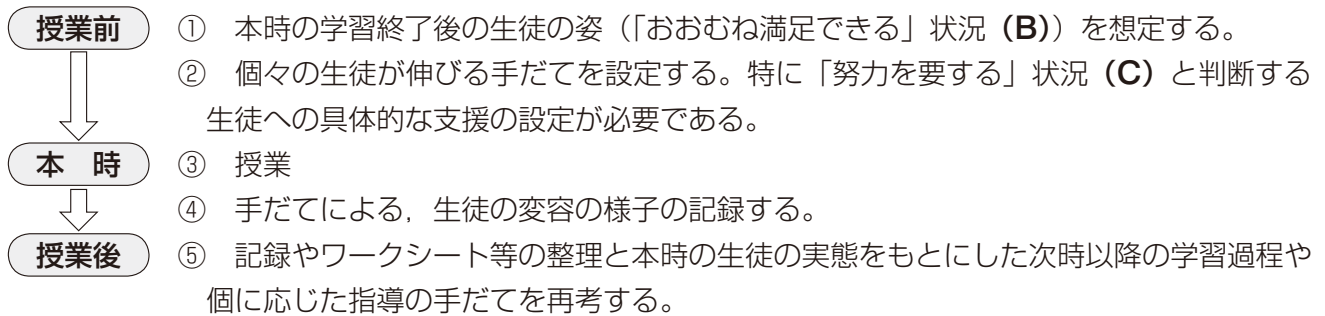 授業前 ① 本時の学習終了後の生徒の姿（「おおむね満足できる」状況（B））を想定する。
② 個々の生徒が伸びる手だてを設定する。特に「努力を要する」状況（C）と判断する
生徒への具体的な支援の設定が必要である。
本 時 ③ 授業
④ 手だてによる，生徒の変容の様子の記録する。
授業後 ⑤ 記録やワークシート等の整理と本時の生徒の実態をもとにした次時以降の学習過程や
個に応じた指導の手だてを再考する。